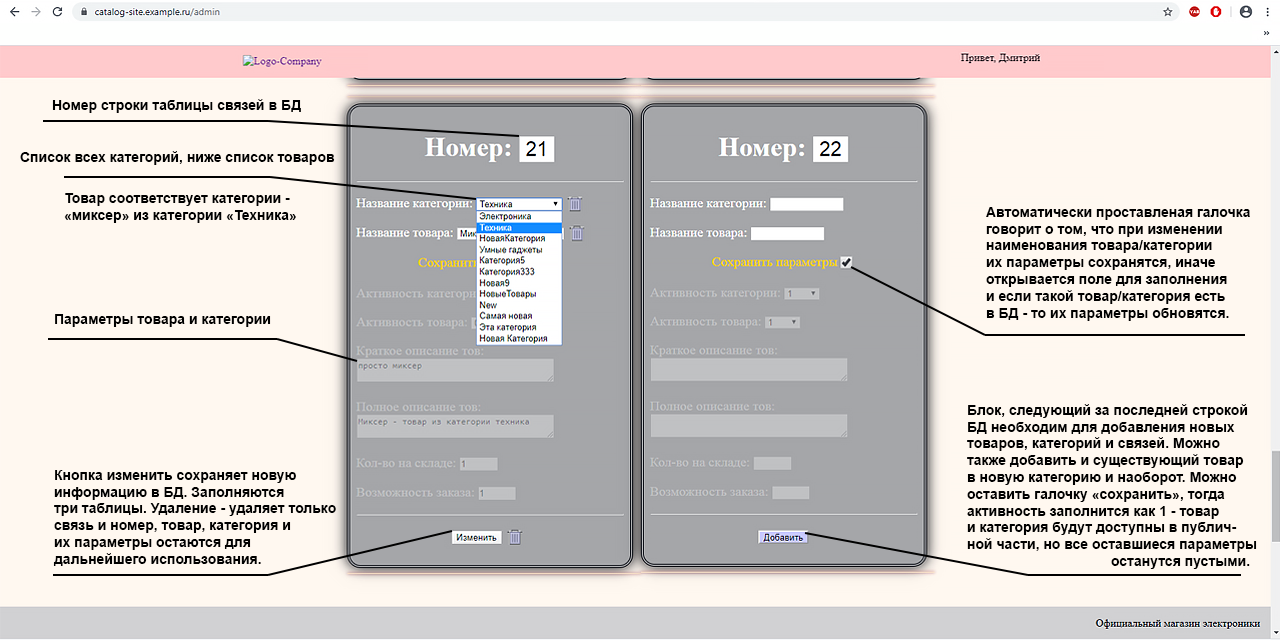 catalog-site.example.ru/admin
Logo-Company
Привет, Дмитрий
Номер строки таблицы связей в БД
Список всех категорий, ниже список товаров
Товар соответствует категории -
«миксер» из категории «Техника»
Параметры товара и категории
Кнопка изменить сохраняет новую
информацию в БД. Заполняются
три таблицы. Удаление - удаляет только
связь и номер, товар, категория и
их параметры остаются для
дальнейшего использования.
Номер: 21
Название категории: Техника
Электроника
Техника
НоваяКатегория
Умные гаджеты
Категория5
Категория333
Новая9
НовыеТовары
New
Самая новая
Эта категория
Новая Категория
Название товара: Мик
Сохранить
Активность категории
Активность товара:
Краткое описание тов:
просто миксер
Полное описание тов:
Миксер - товар из категории техника
Кол-во на складе: 1
Возможность заказа: 1
Изменить
Номер: 22
Название категории:
Название товара:
Сохранить параметры
Активность категории: 1
Активность товара: 1
Краткое описание тов:
Полное описание тов:
Кол-во на складе:
Возможность заказа:
Добавить
Автоматически проставленая галочка
говорит о том, что при изменении
наименования товара/категории
их параметры сохранятся, иначе
открывается поле для заполнения
и если такой товар/категория есть
в БД - то их параметры обновятся.
Блок, следующий за последней строкой
БД необходим для добавления новых
товаров, категорий и связей. Можно
также добавить и существующий товар
в новую категорию и наоборот. Можно
оставить галочку «сохранить», тогда
активность заполнится как 1 - товар
и категория будут доступны в публич-
ной части, но все оставшиеся параметры
останутся пустыми.
Официальный магазин электроники